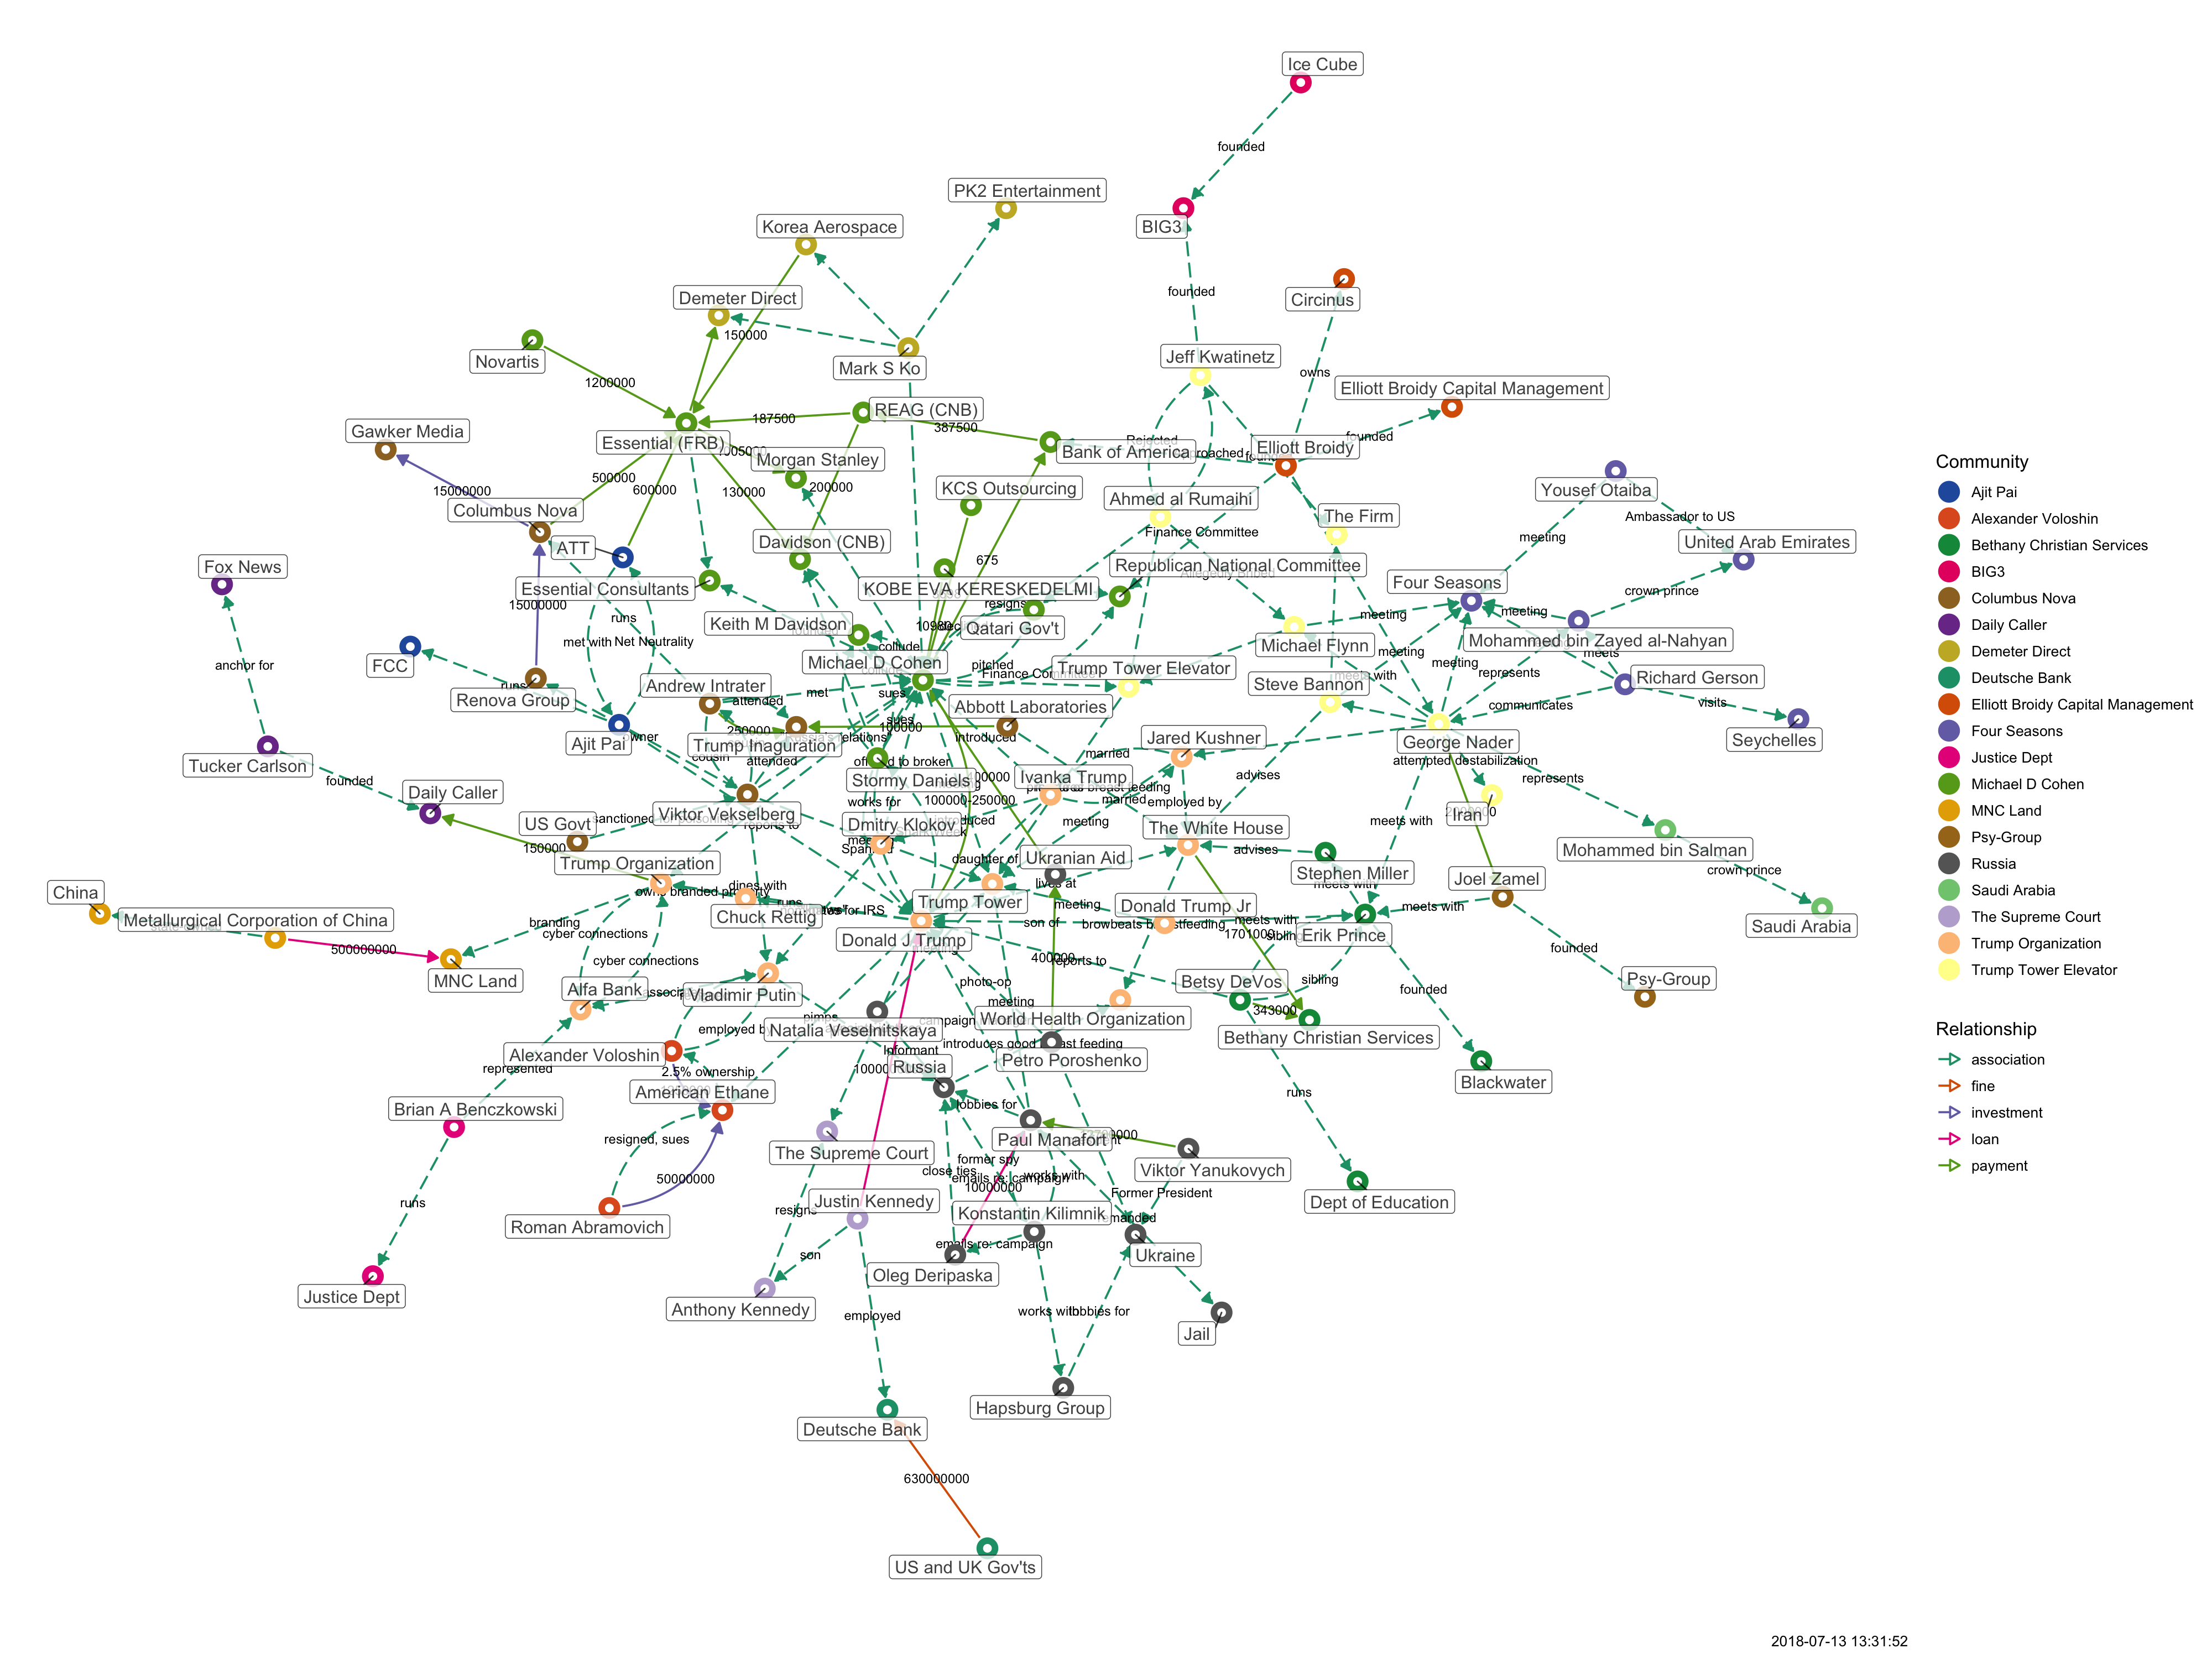 Ice Cube
founded
PK2 Entertainment
BIG3
Korea Aerospace
founded
Circinus
Demeter Direct
150000
Novartis
Mark S Ko
Jeff Kwatinetz
owns
Elliott Broidy Capital Management
1200000
187500
REAG (CNB)
387500
Gawker Media
Essential (FRB)
Bank of America
Elliott Broidy
founded
Morgan Stanley
500000
600000
130000
200000
15000000
KCS Outsourcing
Ahmed al Rumaihi
Yousef Otaiba
Columbus Nova
The Firm
Ambassador to US
Finance Committee
meeting
ATT
Davidson (CNB)
United Arab Emirates
675
Republican National Committee
Fox News
Essential Consultants
KOBE EVA KERESKEDELMI
Four Seasons
crown prince
15000000
resigns
meeting
meeting
runs
Keith M Davidson
10980
Qatari Gov't
Mohammed bin Zayed al-Nahyan
met with
Net Neutrality
collude
Michael Flynn
meeting
meets
FCC
anchor for
Michael D Cohen
pitched
Trump Tower Elevator
meeting
represents
Richard Gerson
runs
Andrew Intrater
met
sues
Steve Bannon
visits
Renova Group
attended
Abbott Laboratories
communicates
sues
250000
100000
Ajit Pai
owner
Trump Inaguration
introduced
Jared Kushner
George Nader
Seychelles
cousin
attended
married
attempted destabilization
Tucker Carlson
Stormy Daniels
Ivanka Trump
advises
represents
founded
Daily Caller
works for
100000-250000
married
employed by
US Govt
sanctioned
Viktor Vekselberg
Dmitry Klokov
meeting
The White House
meets with
Iran
150000
reports to
advises
Mohammed bin Salman
Trump Organization
daughter of
Ukranian Aid
Stephen Miller
crown prince
China
dines with
lives at
Joel Zamel
Metallurgical Corporation of China
owns branded property
runs
Chuck Rettig
Trump Tower
meeting
Donald Trump Jr
meets with
Saudi Arabia
branding
cyber connections
Donald J Trump
son of
meets with
Erik Prince
500000000
1701000
sibling
founded
MNC Land
cyber connections
400000
reports to
Alfa Bank
Vladimir Putin
photo-op
Betsy DeVos
sibling
founded
Psy-Group
meeting
343000
employed by
Natalia Veselnitskaya
World Health Organization
Bethany Christian Services
Alexander Voloshin
Informant
Petro Poroshenko
represented
2.5% ownership
Russia
Blackwater
American Ethane
runs
Brian A Benczkowski
lobbies for
resigned, sues
The Supreme Court
Paul Manafort
former spy
close ties
emails re: campaign
works with
Viktor Yanukovych
50000000
10000000
Former President
runs
Justin Kennedy
Dept of Education
resigns
Konstantin Kilimnik
Roman Abramovich
son
emails re: campaign
Ukraine
Oleg Deripaska
Justice Dept
Anthony Kennedy
employed
works with
lobbies for
Jail
Hapsburg Group
Deutsche Bank
630000000
US and UK Gov'ts
Community
Ajit Pai
Alexander Voloshin
Bethany Christian Services
BIG3
Columbus Nova
Daily Caller
Demeter Direct
Deutsche Bank
Elliott Broidy Capital Management
Four Seasons
Justice Dept
Michael D Cohen
MNC Land
Psy-Group
Russia
Saudi Arabia
The Supreme Court
Trump Organization
Trump Tower Elevator
Relationship
association
fine
investment
loan
payment
2018-07-13 13:31:52